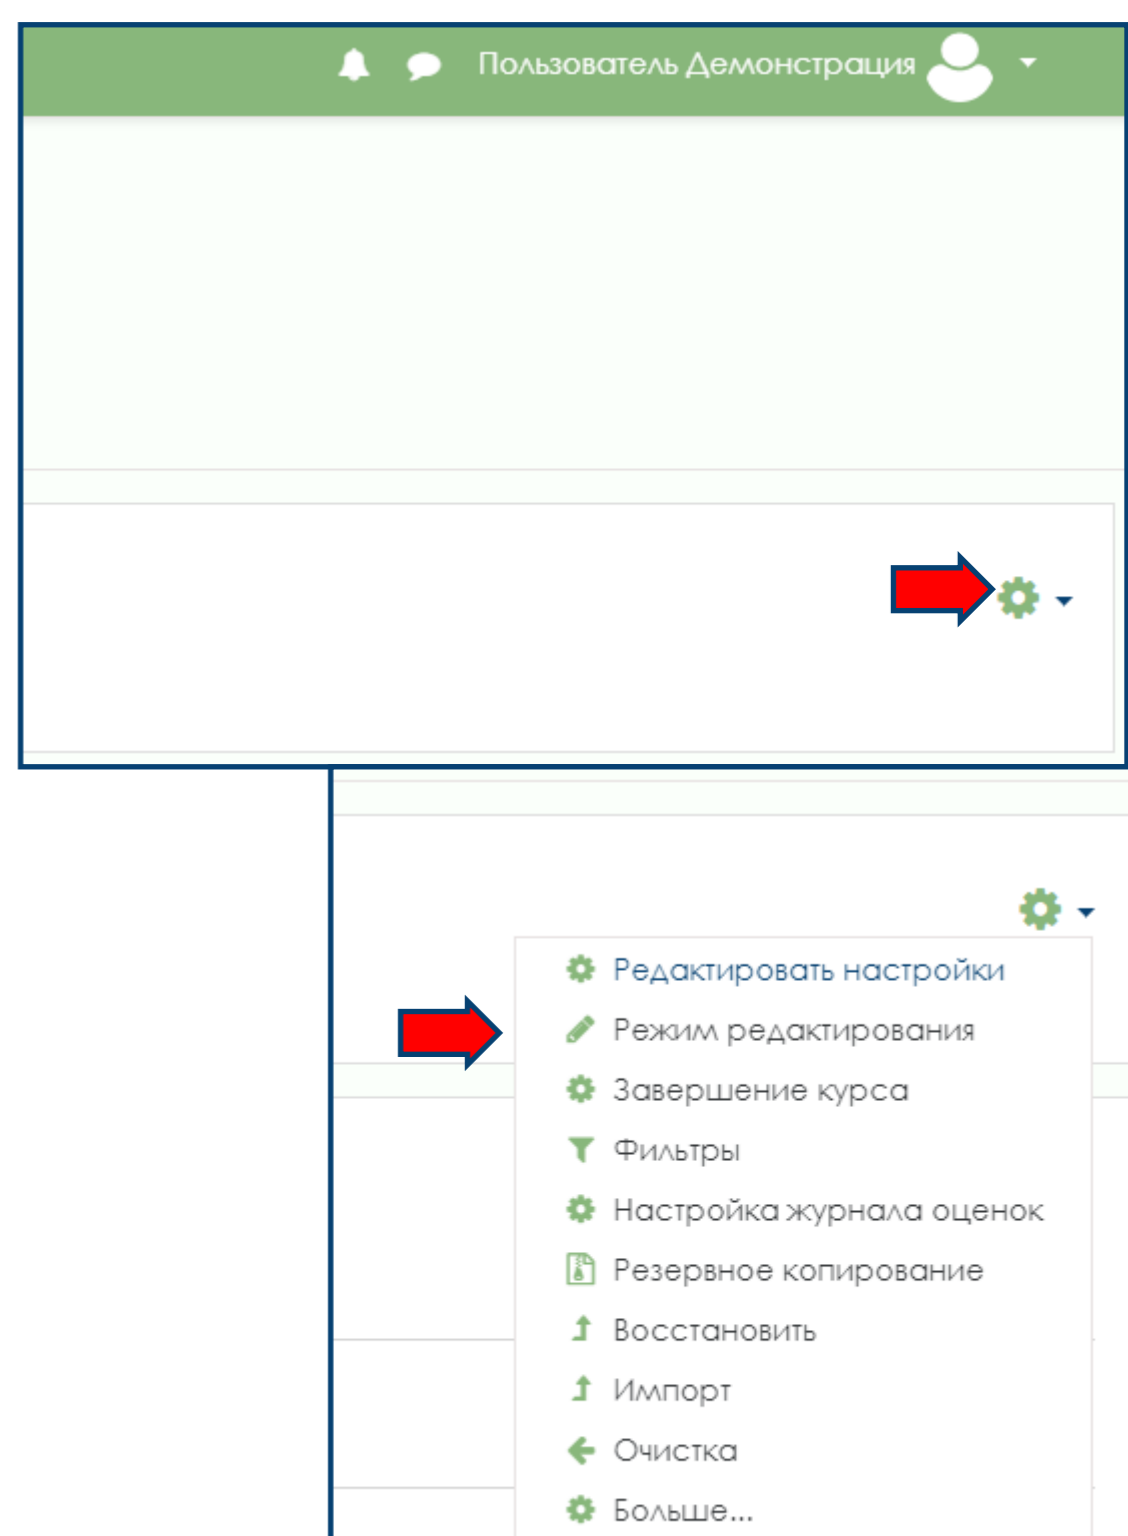 Пользователь Демонстрация
Редактировать настройки
Режим редактирования
Завершение курса
Фильтры
Настройка журнала оценок
Резервное копирование
Восстановить
Импорт
Очистка
Больше...